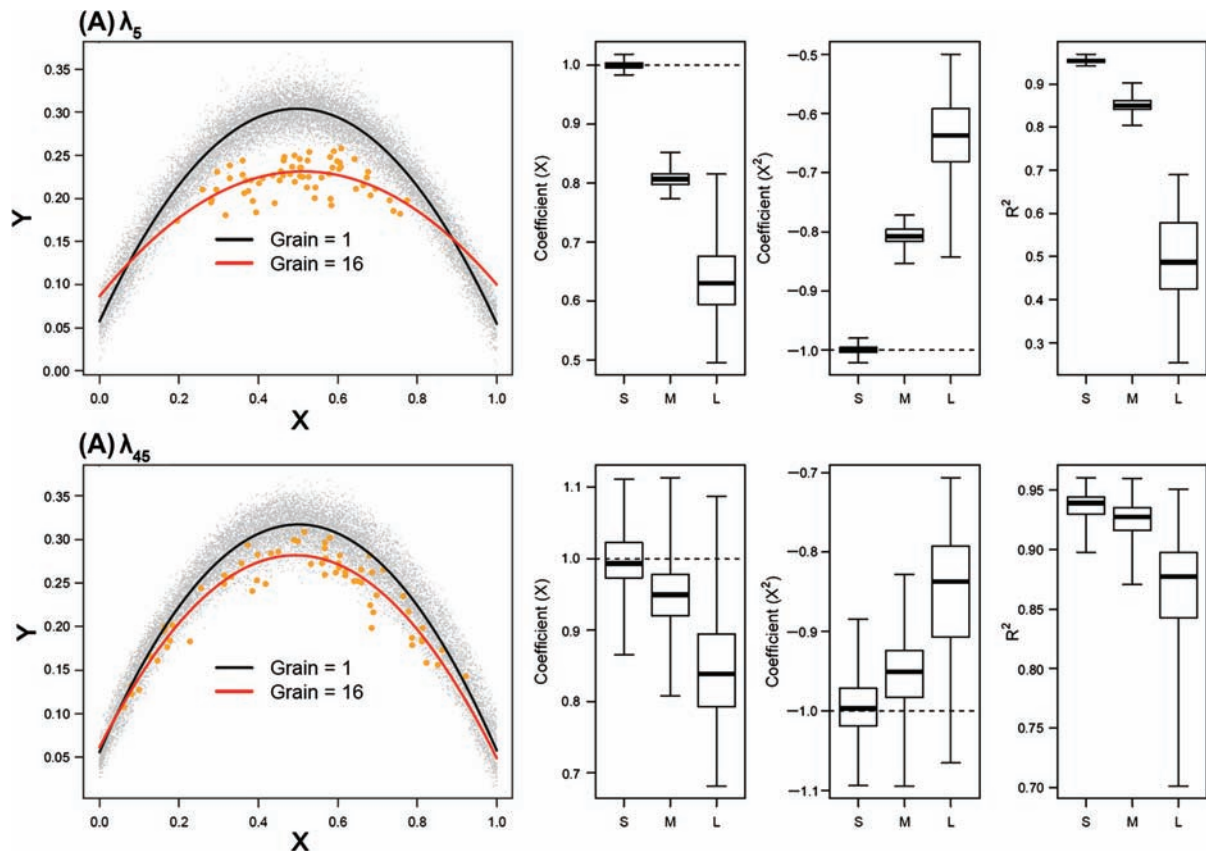 (A) λ5
Y
0.35
0.30
0.25
0.20
0.15
0.10
0.05
0.00
Grain = 1
Grain = 16
0.0 0.2 0.4 0.6 0.8 1.0
X
Coefficient (X)
1.0
0.9
0.8
0.7
0.6
0.5
S M L
Coefficient (X²)
−0.5
−0.6
−0.7
−0.8
−0.9
−1.0
S M L
R²
0.9
0.8
0.7
0.6
0.5
0.4
0.3
S M L
(A) λ45
Y
0.35
0.30
0.25
0.20
0.15
0.10
0.05
Grain = 1
Grain = 16
0.0 0.2 0.4 0.6 0.8 1.0
X
Coefficient (X)
1.1
1.0
0.9
0.8
0.7
S M L
Coefficient (X²)
−0.7
−0.8
−0.9
−1.0
−1.1
S M L
R²
0.95
0.90
0.85
0.80
0.75
0.70
S M L